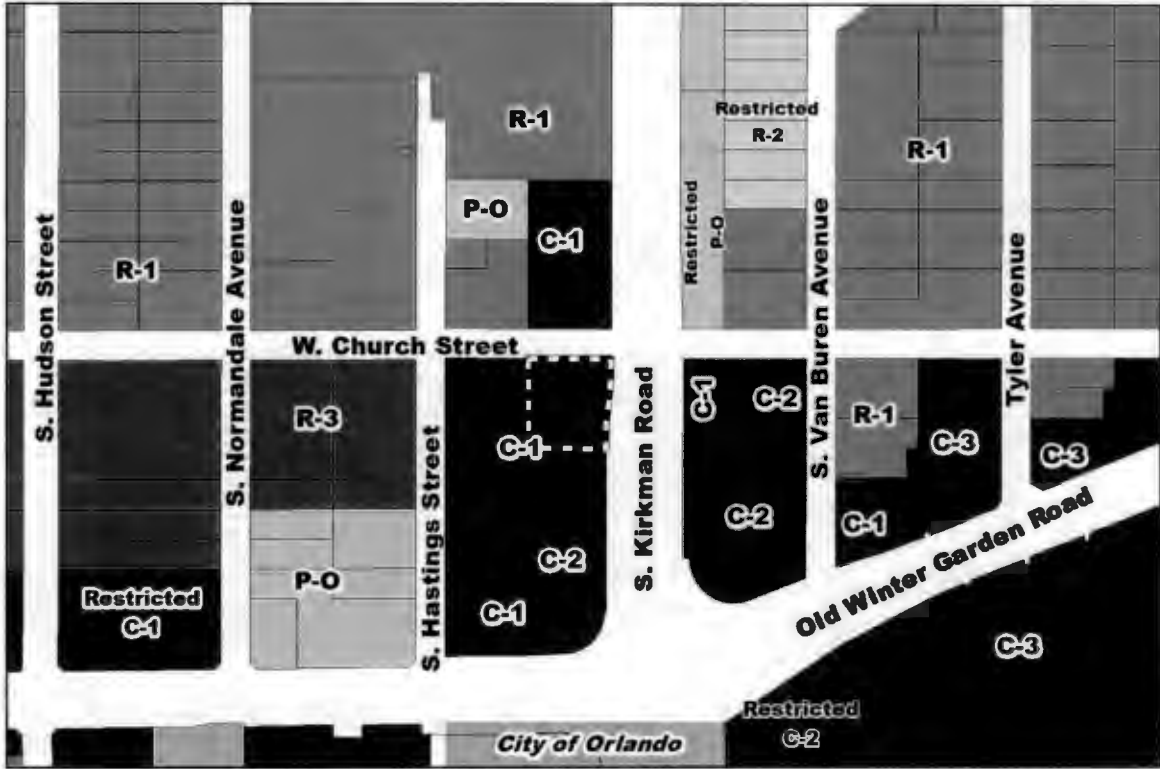 R-1
Restricted
R-2
R-1
P-O
C-1
Restricted
P-O
R-1
S. Hudson Street
S. Normandale Avenue
S. Van Buren Avenue
Tyler Avenue
W. Church Street
R-3
C-1
C-1
C-2
R-1
C-3
C-3
S. Hastings Street
S. Kirkman Road
C-2
C-1
C-2
P-O
C-1
Restricted
C-1
Old Winter Garden Road
C-3
Restricted
C-2
City of Orlando